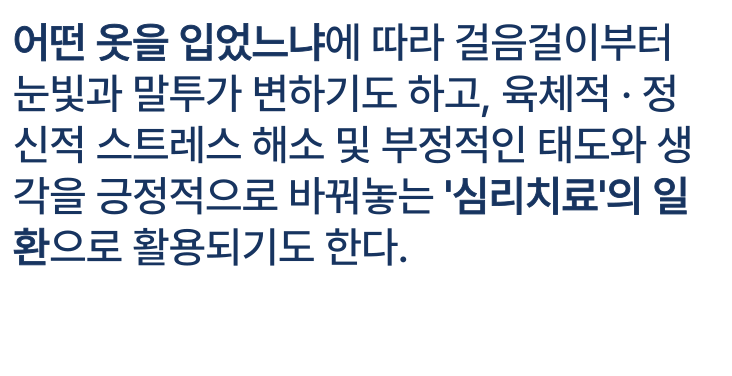 어떤 옷을 입었느냐에 따라 걸음걸이부터
눈빛과 말투가 변하기도 하고, 육체적 · 정
신적 스트레스 해소 및 부정적인 태도와 생
각을 긍정적으로 바꿔놓는 '심리치료'의 일
환으로 활용되기도 한다.